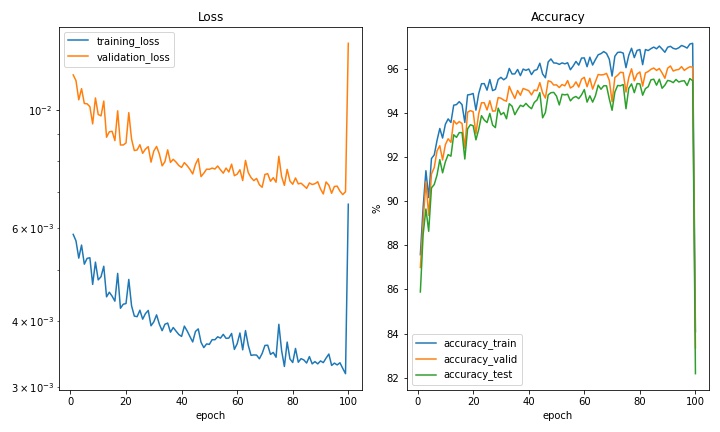 Loss
training_loss
validation_loss
10⁻²
6 × 10⁻³
4 × 10⁻³
3 × 10⁻³
0
20
40
60
80
100
epoch
Accuracy
%
96
94
92
90
88
86
84
82
accuracy_train
accuracy_valid
accuracy_test
0
20
40
60
80
100
epoch